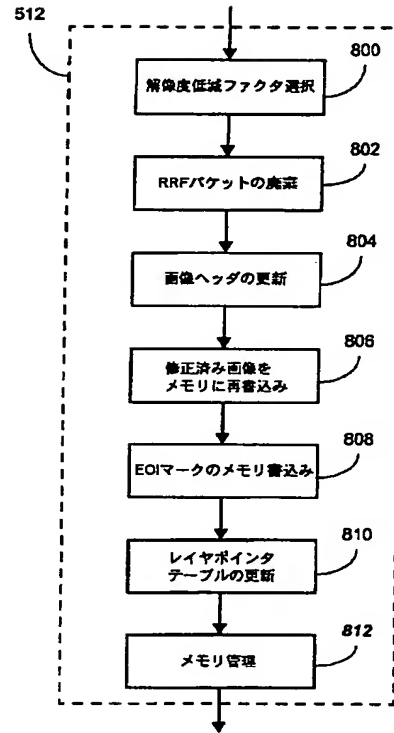 512
800
解像度低減ファクタ選択
802
RRFパケットの廃棄
804
画像ヘッダの更新
806
修正済み画像を
メモリに再書込み
808
EOIマークのメモリ書込み
810
レイヤポインタ
テーブルの更新
812
メモリ管理